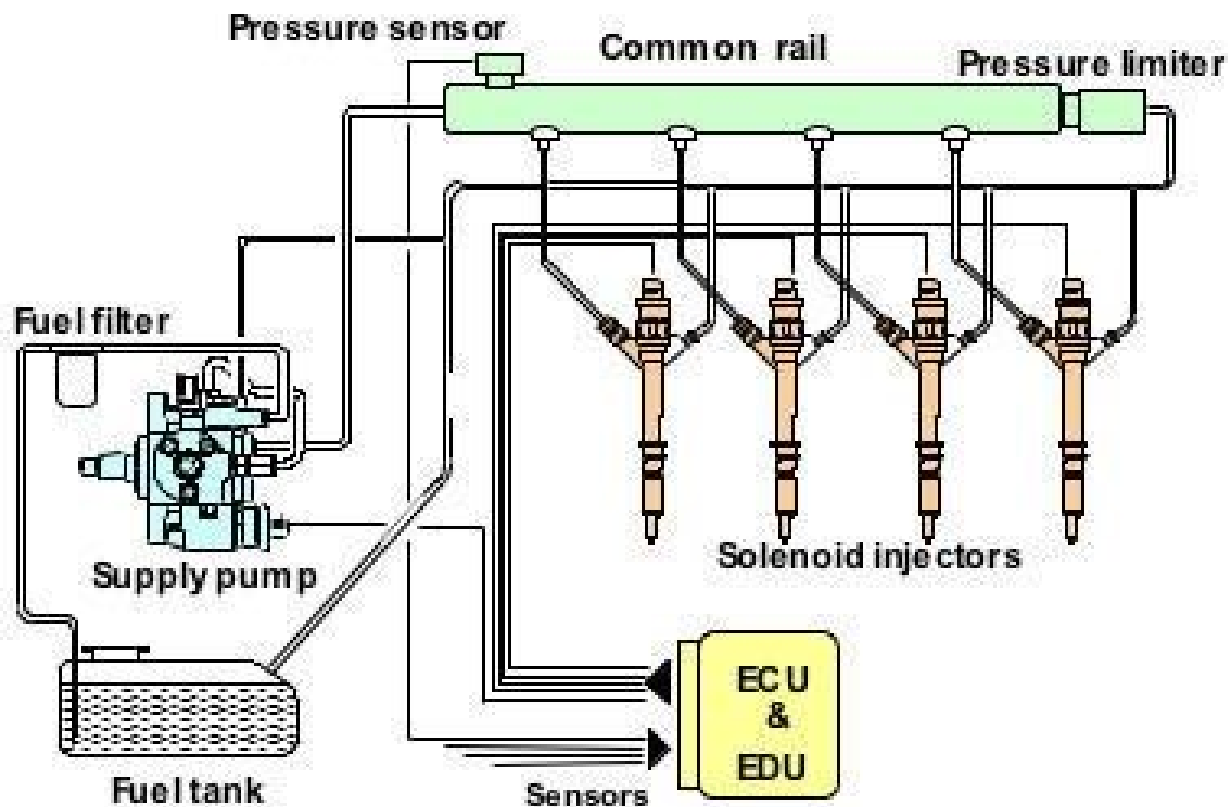 Pressure sensor
Common rail
Pressure limiter
Fuel filter
Solenoid injectors
Supply pump
ECU
&
EDU
Fuel tank
Sensors